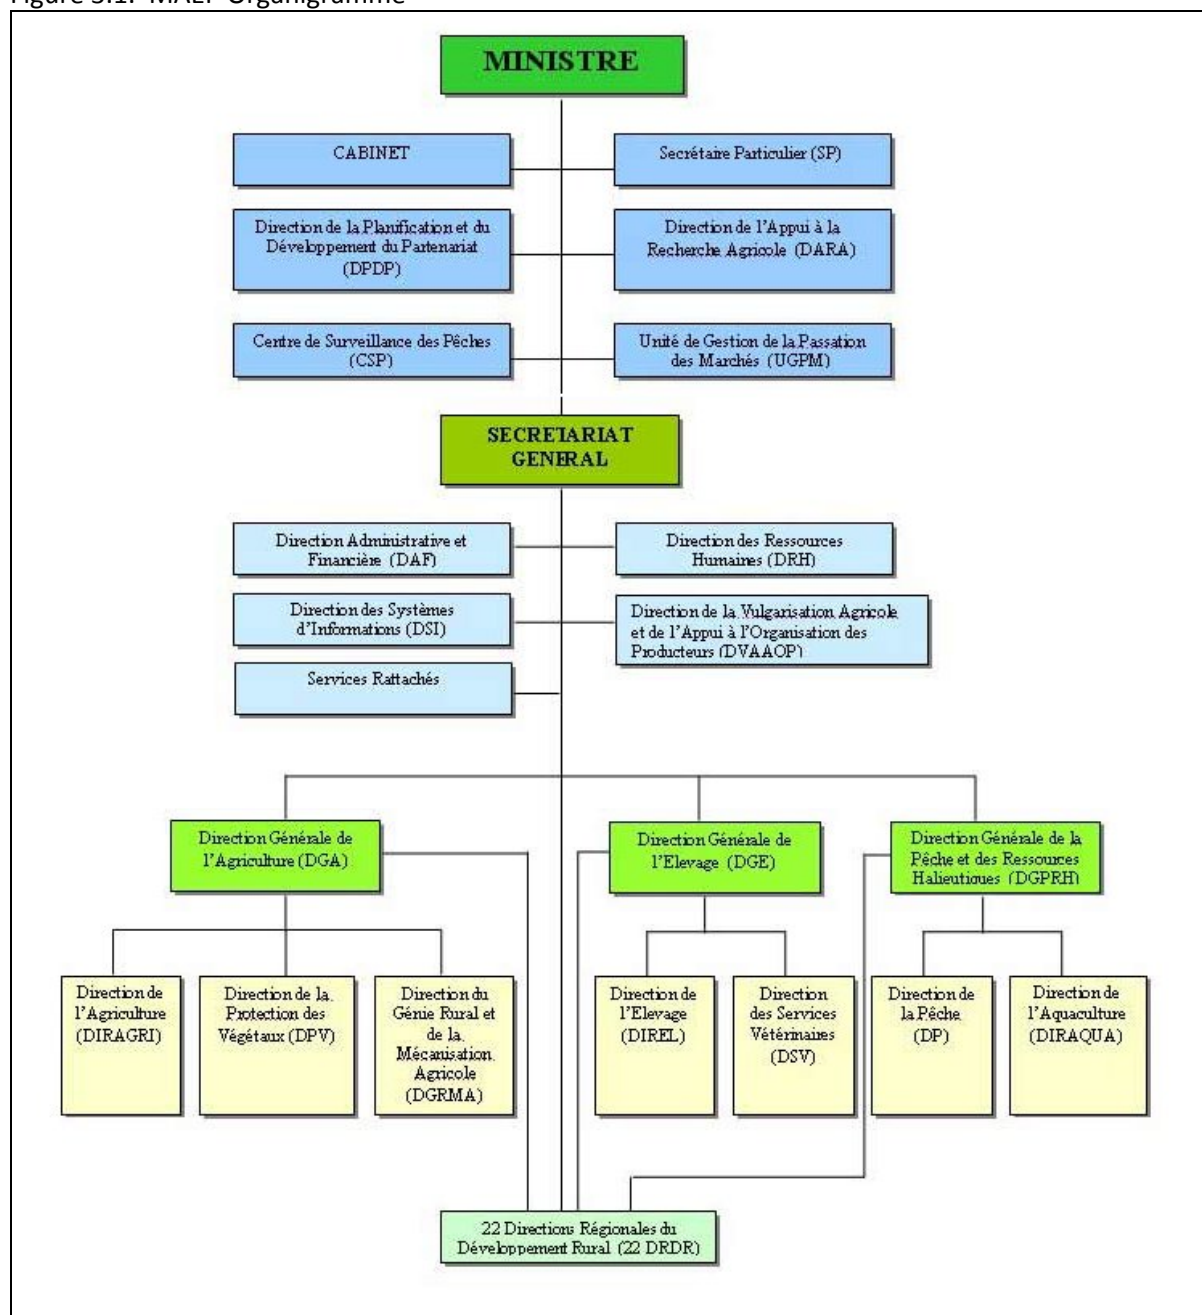 MINISTRE
CABINET
Secrétaire Particulier (SP)
Direction de la Planification et du
Développement du Partenariat
(DPDP)
Direction de l'Appui à la
Recherche Agricole (DARA)
Centre de Surveillance des Pêches
(CSP)
Unité de Gestion de la Passation
des Marchés (UGPM)
SECRETARIAT
GENERAL
Direction Administrative et
Financière (DAF)
Direction des Ressources
Humaines (DRH)
Direction des Systèmes
d'Informations (DSI)
Direction de la Vulgarisation Agricole
et de l'Appui à l'Organisation des
Producteurs (DVAAOP)
Services Rattachés
Direction Générale de
l'Agriculture (DGA)
Direction Générale de
l'Elevage (DGE)
Direction Générale de la
Pêche et des Ressources
Halieutiques (DGPRH)
Direction de
l'Agriculture
(DIRAGRI)
Direction de la
Protection des
Végétaux (DPV)
Direction du
Génie Rural et
de la
Mécanisation
Agricole
(DGRMA)
Direction de
l'Elevage
(DIREL)
Direction
des Services
Vétérinaires
(DSV)
Direction de
la Pêche
(DP)
Direction de
l'Aquaculture
(DIRAQUA)
22 Directions Régionales du
Développement Rural (22 DRDR)